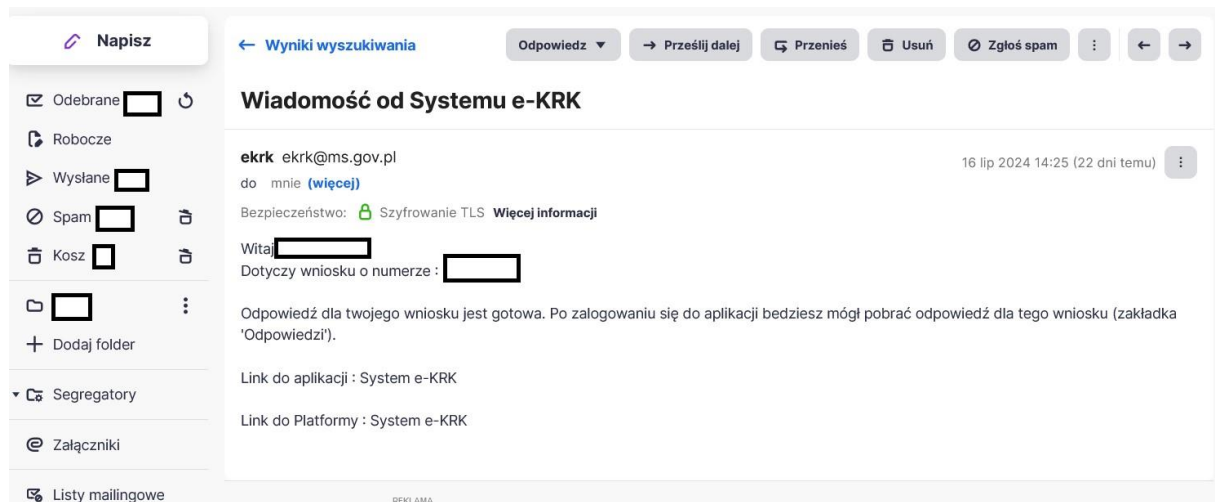 Napisz
Wyniki wyszukiwania
Odpowiedz
Prześlij dalej
Przenieś
Usuń
Zgłoś spam
Odebrane
Robocze
Wysłane
Spam
Kosz
Dodaj folder
Segregatory
Załączniki
Listy mailingowe
Wiadomość od Systemu e-KRK
ekrk ekrk@ms.gov.pl
16 lip 2024 14:25 (22 dni temu)
do mnie (więcej)
Bezpieczeństwo: Szyfrowanie TLS Więcej informacji
Witaj
Dotyczy wniosku o numerze :
Odpowiedź dla twojego wniosku jest gotowa. Po zalogowaniu się do aplikacji bedziesz mógł pobrać odpowiedź dla tego wniosku (zakładka
'Odpowiedzi').
Link do aplikacji : System e-KRK
Link do Platformy : System e-KRK
REKLAMA